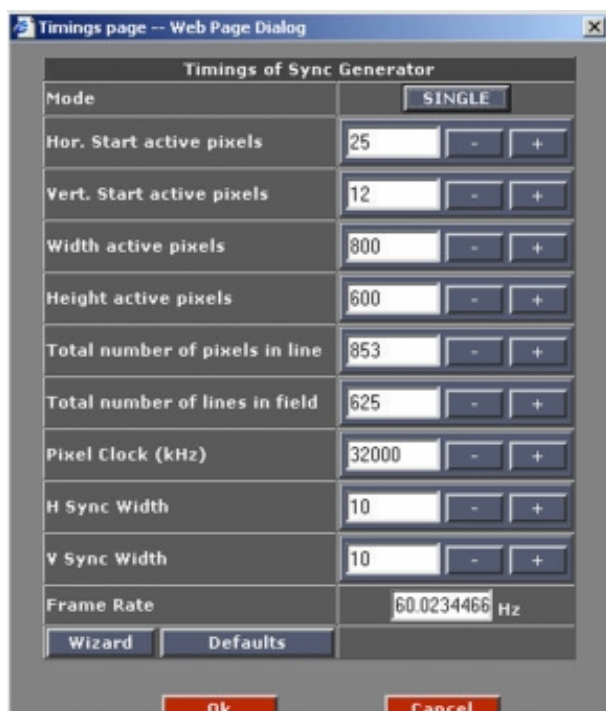 Timings page -- Web Page Dialog
Timings of Sync Generator
Mode SINGLE
Hor. Start active pixels 25 - +
Vert. Start active pixels 12 - +
Width active pixels 800 - +
Height active pixels 600 - +
Total number of pixels in line 853 - +
Total number of lines in field 625 - +
Pixel Clock (kHz) 32000 - +
H Sync Width 10 - +
V Sync Width 10 - +
Frame Rate 60.0234466 Hz
Wizard Defaults
Ok Cancel